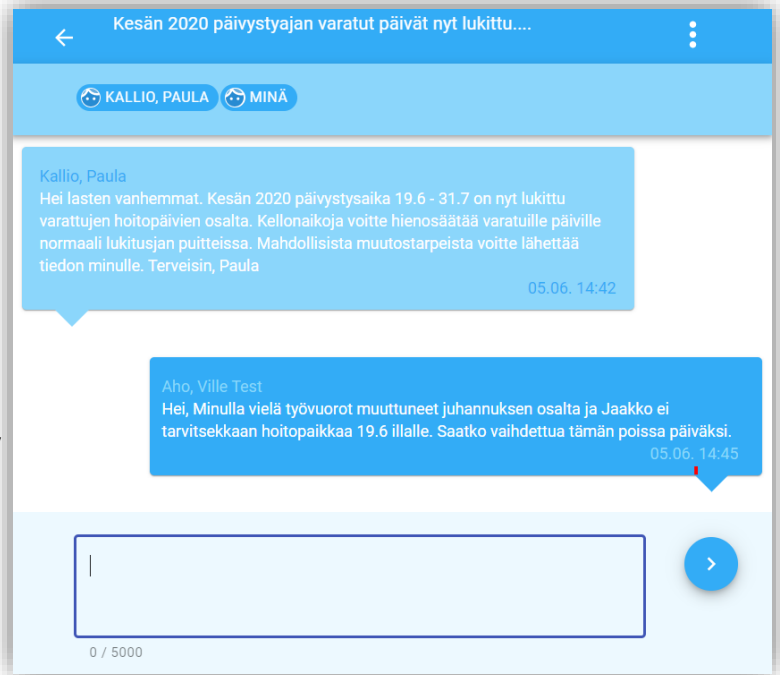 Kesän 2020 päivystyajan varatut päivät nyt lukittu....
KALLIO, PAULA MINÄ
Kallio, Paula
Hei lasten vanhemmat. Kesän 2020 päivystysaika 19.6 - 31.7 on nyt lukittu
varattujen hoitopäivien osalta. Kellonaikoja voitte hienosäätää varatuille päiville
normaali lukitusjan puitteissa. Mahdollisista muutostarpeista voitte lähettää
tiedon minulle. Terveisin, Paula
05.06. 14:42
Aho, Ville Test
Hei, Minulla vielä työvuorot muuttuneet juhannuksen osalta ja Jaakko ei
tarvitsekkaan hoitopaikkaa 19.6 illalle. Saatko vaihdettua tämän poissa päiväksi.
05.06. 14:45
0 / 5000